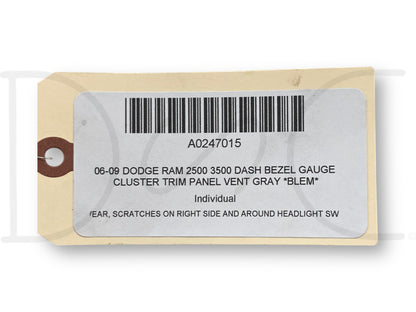 A0247015
06-09 DODGE RAM 2500 3500 DASH BEZEL GAUGE
CLUSTER TRIM PANEL VENT GRAY *BLEM*
Individual
SCRATCHES ON RIGHT SIDE AND AROUND HEADLIGHT SW